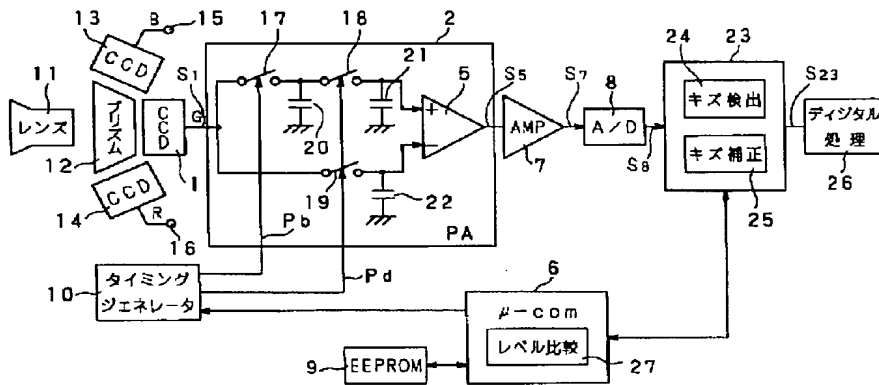 13
B
15
17
18
2
21
24
23
11
CCD
S1
5
S5
S7
8
S23
レンズ
プリズム
CCD
G
+
−
AMP
A/D
キズ検出
キズ補正
ディジタル
処理
12
1
20
7
S8
26
14
CCD
R
16
19
22
25
Pb
PA
10
タイミング
ジェネレータ
Pd
6
μ-com
レベル比較
9
EEPROM
27